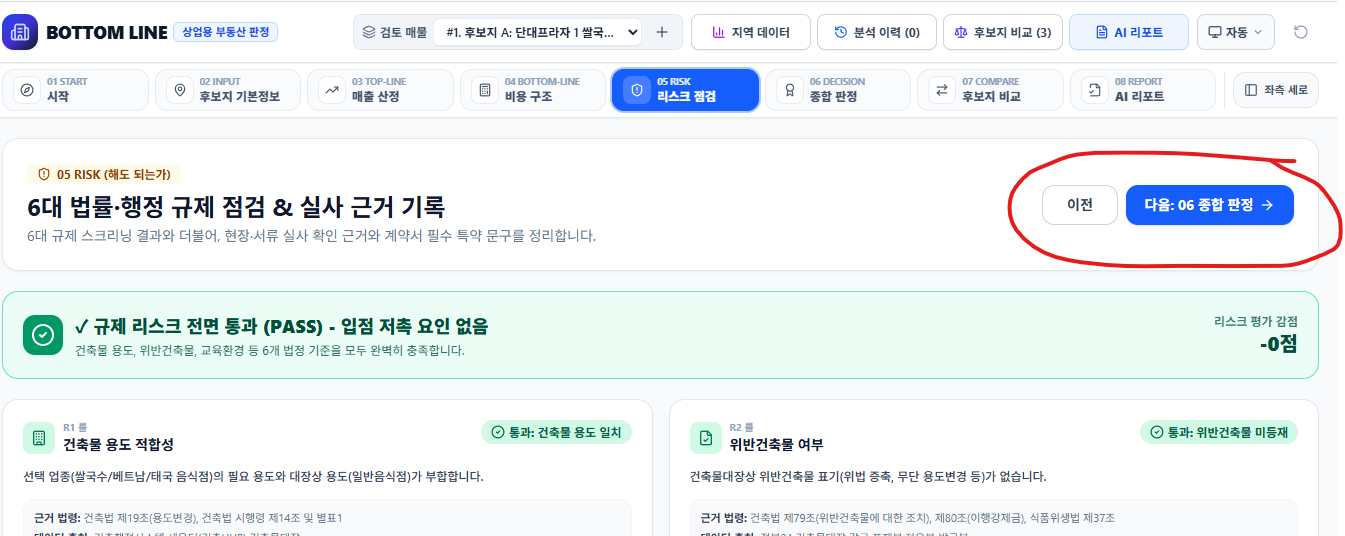 BOTTOM LINE 상업용 부동산 판정 검토 매물 #1. 후보지 A: 단대프라자 1 쌀국... 지역 데이터 분석 이력 (0) 후보지 비교 (3) AI 리포트 자동
01 START 02 INPUT 03 TOP-LINE 04 BOTTOM-LINE 05 RISK 06 DECISION 07 COMPARE 08 REPORT
시작 후보지 기본정보 매출 산정 비용 구조 리스크 점검 종합 판정 후보지 비교 AI 리포트 좌측 세로
05 RISK (해도 되는가)
6대 법률·행정 규제 점검 & 실사 근거 기록
6대 규제 스크리닝 결과와 더불어, 현장·서류 실사 확인 근거와 계약서 필수 특약 문구를 정리합니다.
이전 다음: 06 종합 판정 →
✓ 규제 리스크 전면 통과 (PASS) - 입점 저촉 요인 없음
건축물 용도, 위반건축물, 교육환경 등 6개 법정 기준을 모두 완벽히 충족합니다.
리스크 평가 감점
-0점
R1 룰
건축물 용도 적합성
통과: 건축물 용도 일치
선택 업종(쌀국수/베트남/태국 음식점)의 필요 용도와 대장상 용도(일반음식점)가 부합합니다.
근거 법령: 건축법 제19조(용도변경), 건축법 시행령 제14조 및 별표1
R2 룰
위반건축물 여부
통과: 위반건축물 미등재
건축물대장상 위반건축물 표기(위법 증축, 무단 용도변경 등)가 없습니다.
근거 법령: 건축법 제79조(위반건축물에 대한 조치), 제80조(이행강제금), 식품위생법 제37조